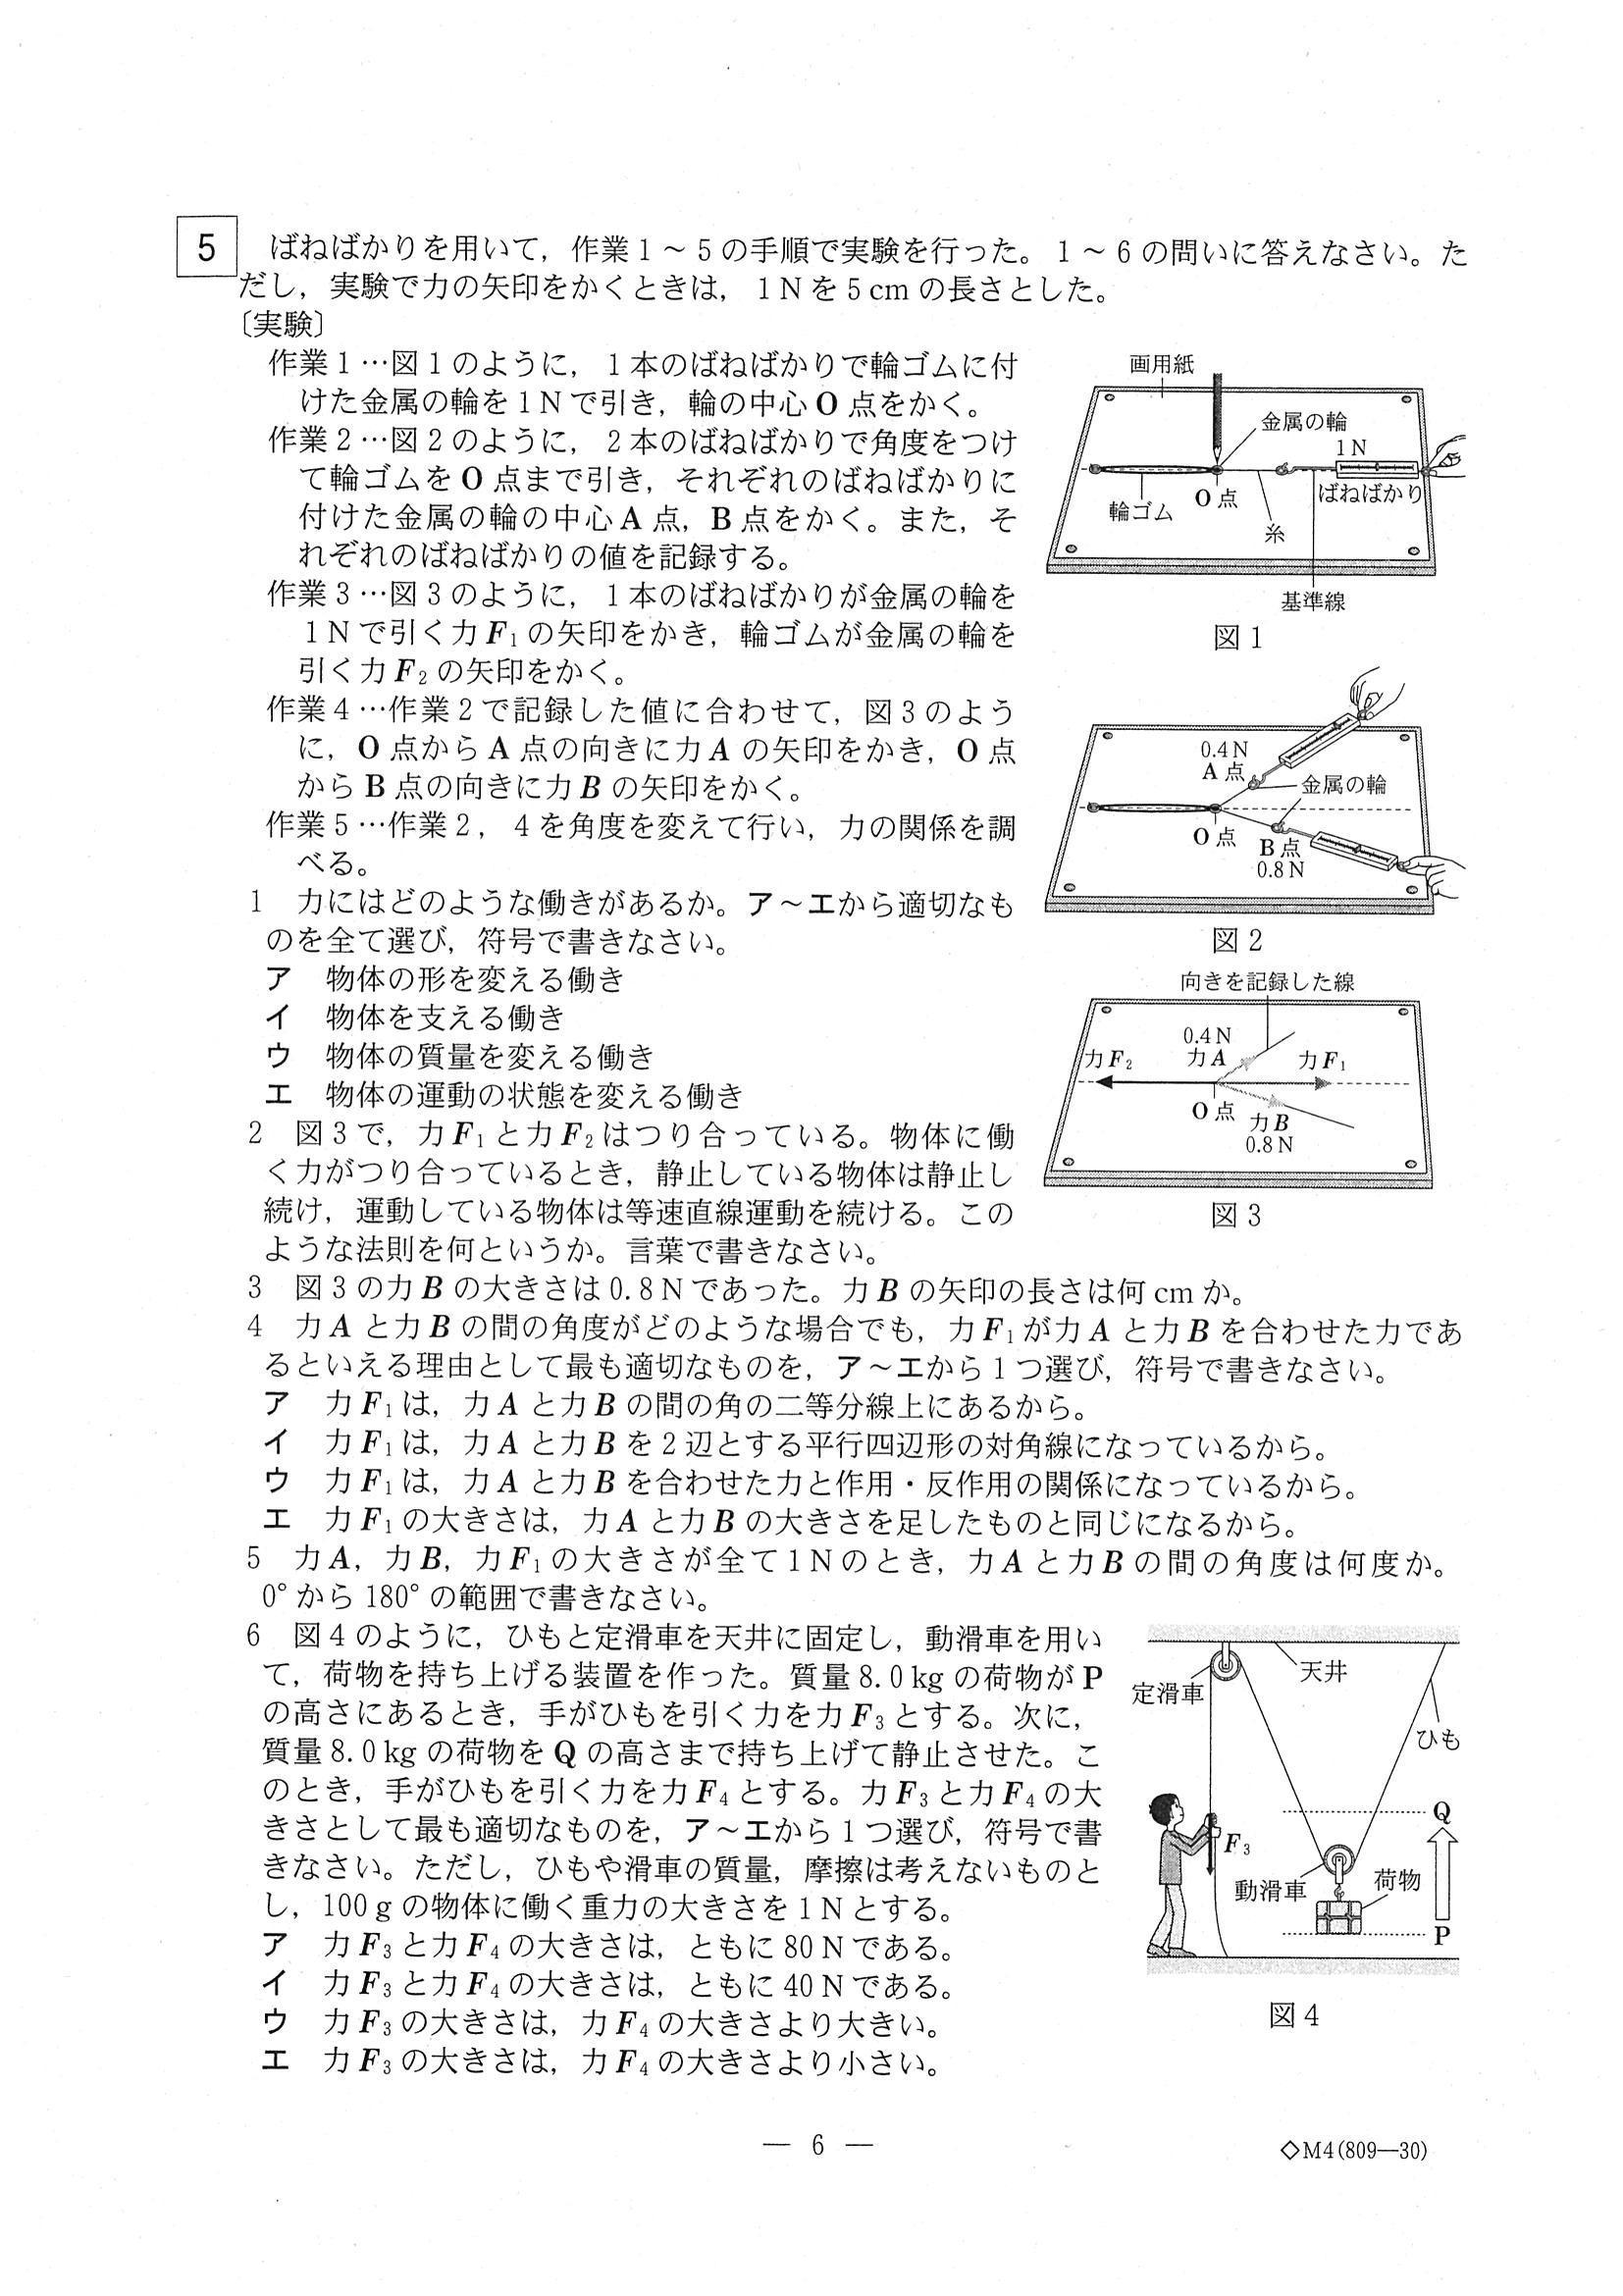 5 ばねばかりを用いて，作業1～5の手順で実験を行った。1～6の問いに答えなさい。た
だし，実験で力の矢印をかくときは，1Nを5cmの長さとした。
〔実験〕
作業1…図1のように，1本のばねばかりで輪ゴムに付
けた金属の輪を1Nで引き，輪の中心O点をかく。
作業2…図2のように，2本のばねばかりで角度をつけ
て輪ゴムをO点まで引き，それぞれのばねばかりに
付けた金属の輪の中心A点，B点をかく。また，そ
れぞれのばねばかりの値を記録する。
作業3…図3のように，1本のばねばかりが金属の輪を
1Nで引く力F₁の矢印をかき，輪ゴムが金属の輪を
引く力F₂の矢印をかく。
作業4…作業2で記録した値に合わせて，図3のよう
に，O点からA点の向きに力Aの矢印をかき，O点
からB点の向きに力Bの矢印をかく。
作業5…作業2，4を角度を変えて行い，力の関係を調
べる。
画用紙
金属の輪
1N
ばねばかり
輪ゴム
O点
糸
基準線
図1
0.4N
A点
金属の輪
O点
B点
0.8N
図2
向きを記録した線
0.4N
力F₂
力A
力F₁
O点
力B
0.8N
図3
1 力にはどのような働きがあるか。ア～エから適切なも
のを全て選び，符号で書きなさい。
ア 物体の形を変える働き
イ 物体を支える働き
ウ 物体の質量を変える働き
エ 物体の運動の状態を変える働き
2 図3で，力F₁と力F₂はつり合っている。物体に働
く力がつり合っているとき，静止している物体は静止し
続け，運動している物体は等速直線運動を続ける。この
ような法則を何というか。言葉で書きなさい。
3 図3の力Bの大きさは0.8Nであった。力Bの矢印の長さは何cmか。
4 力Aと力Bの間の角度がどのような場合でも，力F₁が力Aと力Bを合わせた力であ
るといえる理由として最も適切なものを，ア～エから1つ選び，符号で書きなさい。
ア 力F₁は，力Aと力Bの間の角の二等分線上にあるから。
イ 力F₁は，力Aと力Bを2辺とする平行四辺形の対角線になっているから。
ウ 力F₁は，力Aと力Bを合わせた力と作用・反作用の関係になっているから。
エ 力F₁の大きさは，力Aと力Bの大きさを足したものと同じになるから。
5 力A，力B，力F₁の大きさが全て1Nのとき，力Aと力Bの間の角度は何度か。
0°から180°の範囲で書きなさい。
6 図4のように，ひもと定滑車を天井に固定し，動滑車を用い
て，荷物を持ち上げる装置を作った。質量8.0kgの荷物がP
の高さにあるとき，手がひもを引く力を力F₃とする。次に，
質量8.0kgの荷物をQの高さまで持ち上げて静止させた。こ
のとき，手がひもを引く力を力F₄とする。力F₃と力F₄の大
きさとして最も適切なものを，ア～エから1つ選び，符号で書
きなさい。ただし，ひもや滑車の質量，摩擦は考えないものと
し，100gの物体に働く重力の大きさを1Nとする。
ア 力F₃と力F₄の大きさは，ともに80Nである。
イ 力F₃と力F₄の大きさは，ともに40Nである。
ウ 力F₃の大きさは，力F₄の大きさより大きい。
エ 力F₃の大きさは，力F₄の大きさより小さい。
天井
定滑車
ひも
Q
F₃
動滑車
荷物
P
図4
― 6 ―
◇M4(809―30)